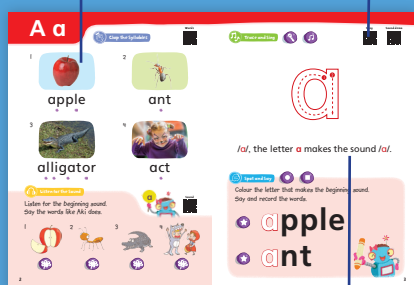 A a
Clap the Syllables
1
2
apple
ant
3
4
alligator
act
Listen for the Sound
Listen for the beginning sound.
Say the words like Aki does.
a
1
2
3
4
2
Trace and Say
a
/a/, the letter a makes the sound /a/.
Spot and Say
Colour the letter that makes the beginning sound.
Say and record the words.
apple
ant
3